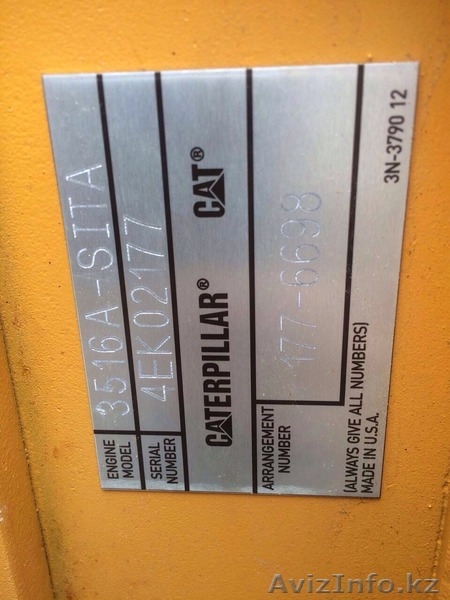 ENGINE MODEL 3516A-SITA
SERIAL NUMBER 4EK02177
CATERPILLAR® CAT®
ARRANGEMENT NUMBER 177-6698
(ALWAYS GIVE ALL NUMBERS)
MADE IN U.S.A. 3N-3790 12
AvizInfo.kz